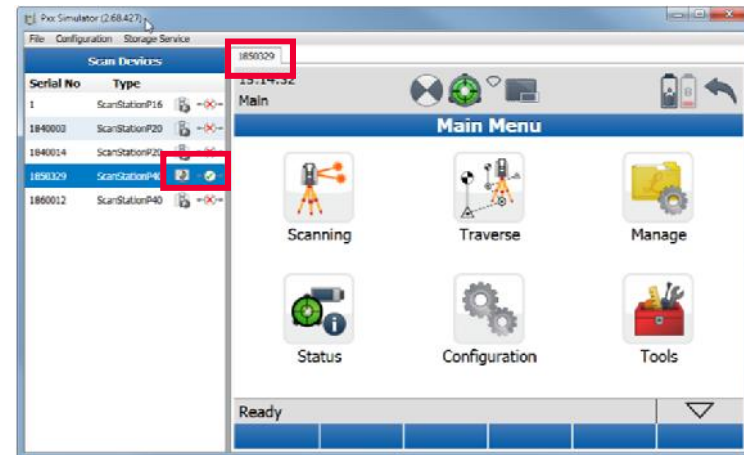 Pxx Simulator (2.68.427)
File Configuration Storage Service
Scan Devices
Serial No Type
1 ScanStationP16
1840003 ScanStationP20
1840014 ScanStationP20
1850329 ScanStationP40
1860012 ScanStationP40
1850329
Main
Main Menu
Scanning Traverse Manage
Status Configuration Tools
Ready